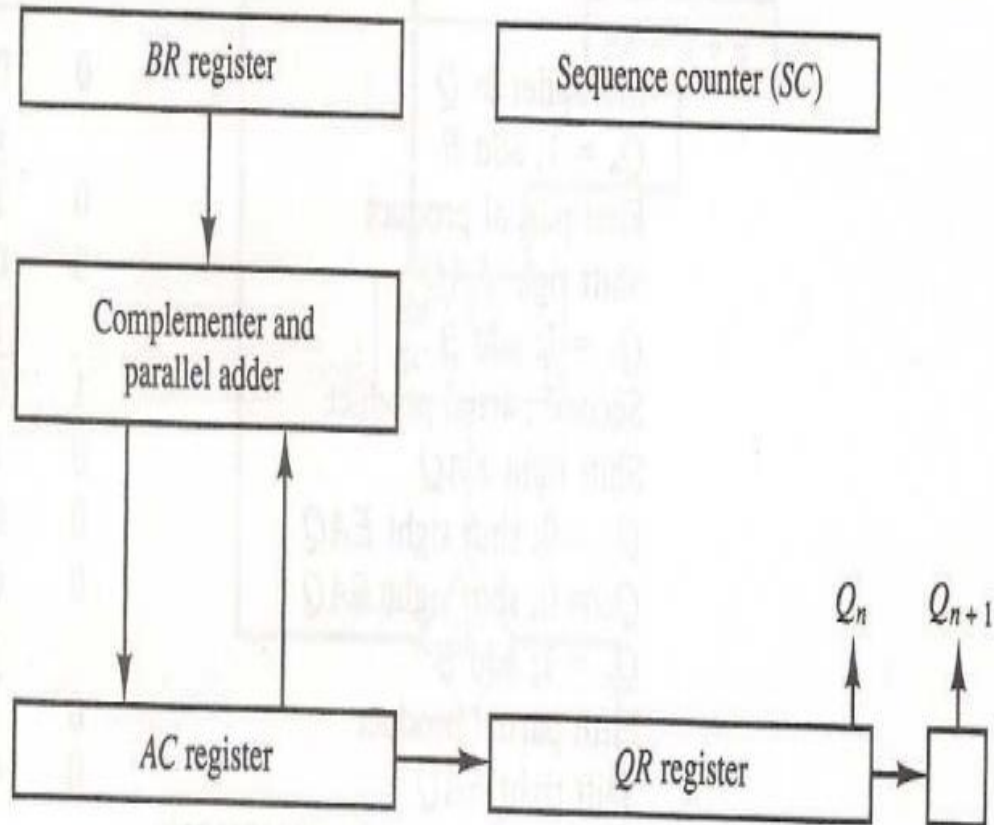 BR register
Sequence counter (SC)
Complementer and
parallel adder
Qn
Qn+1
AC register
QR register